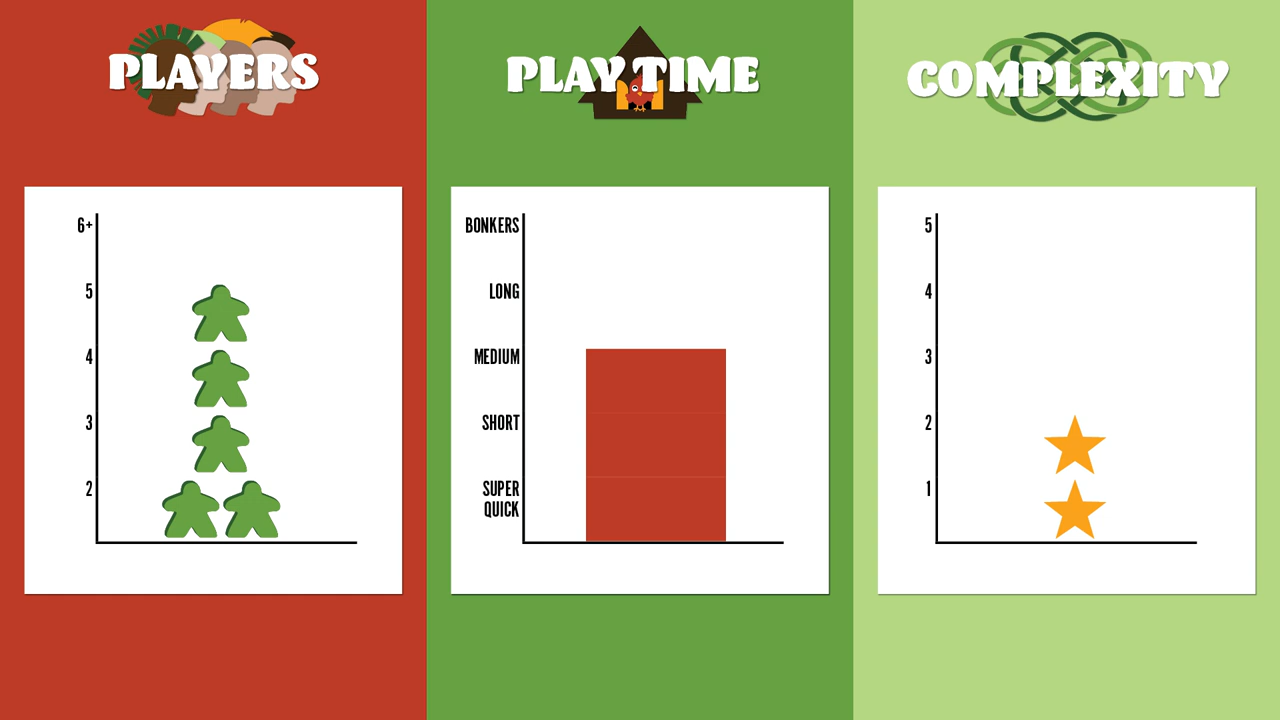 PLAYERS
6+
5
4
3
2
PLAY TIME
BONKERS
LONG
MEDIUM
SHORT
SUPER
QUICK
COMPLEXITY
5
4
3
2
1